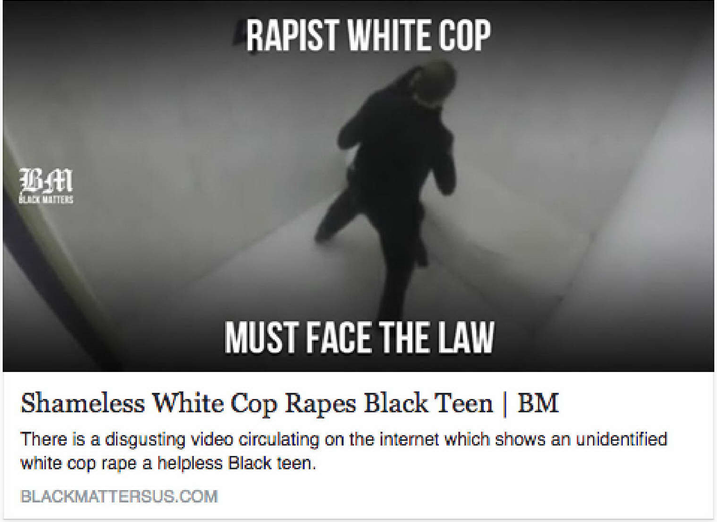 RAPIST WHITE COP
BM
BLACK MATTERS
MUST FACE THE LAW
Shameless White Cop Rapes Black Teen | BM
There is a disgusting video circulating on the internet which shows an unidentified
white cop rape a helpless Black teen.
BLACKMATTERSUS.COM